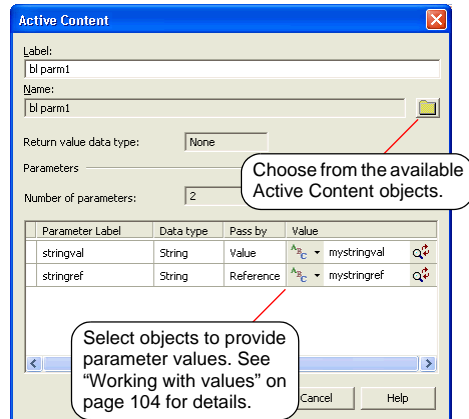 Active Content
Label:
bl parm1
Name:
bl parm1
Return value data type: None
Parameters
Choose from the available
Active Content objects.
Number of parameters: 2
Parameter Label Data type Pass by Value
stringval String Value ABC mystringval
stringref String Reference ABC mystringref
Select objects to provide
parameter values. See
“Working with values” on
page 104 for details.
Cancel Help